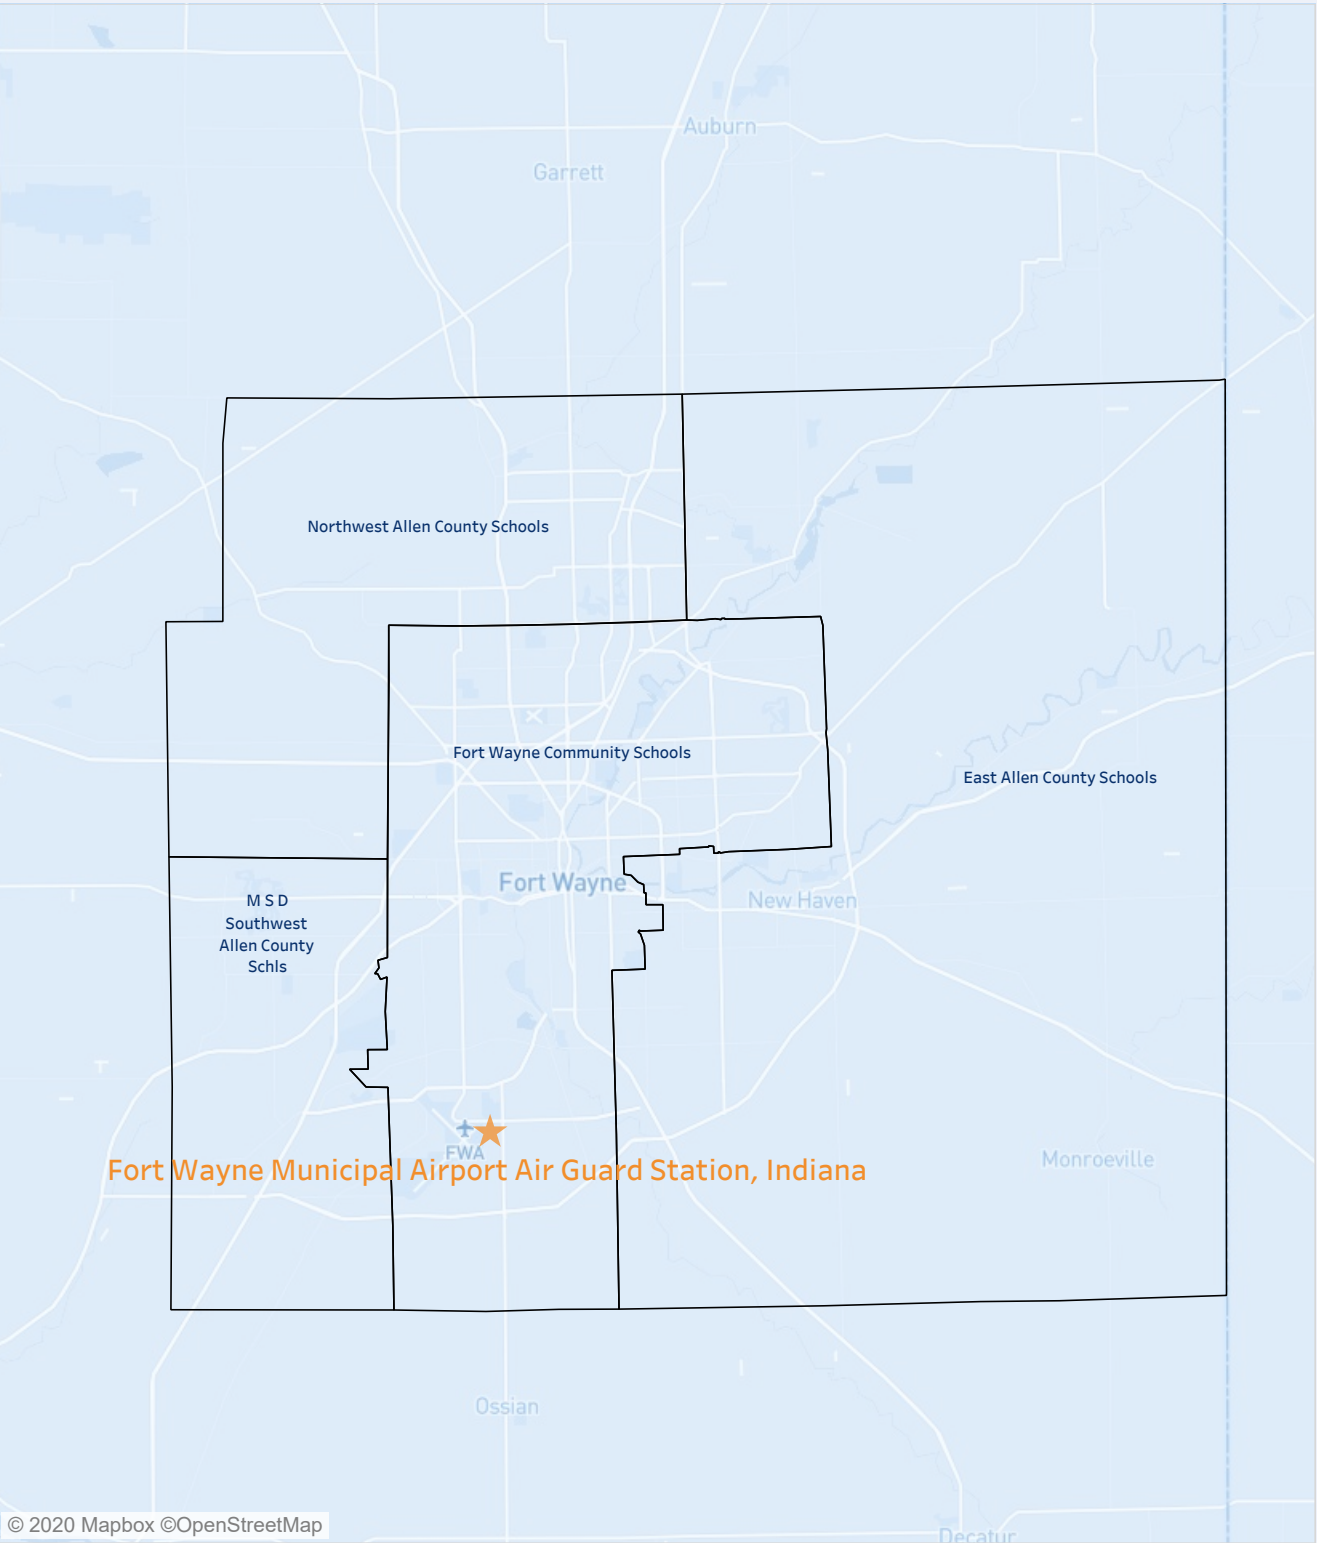 Auburn
Garrett
Northwest Allen County Schools
Fort Wayne Community Schools
East Allen County Schools
Fort Wayne
M S D
Southwest
Allen County
Schls
New Haven
FWA
Monroeville
Fort Wayne Municipal Airport Air Guard Station, Indiana
Ossian
© 2020 Mapbox ©OpenStreetMap
Decatur